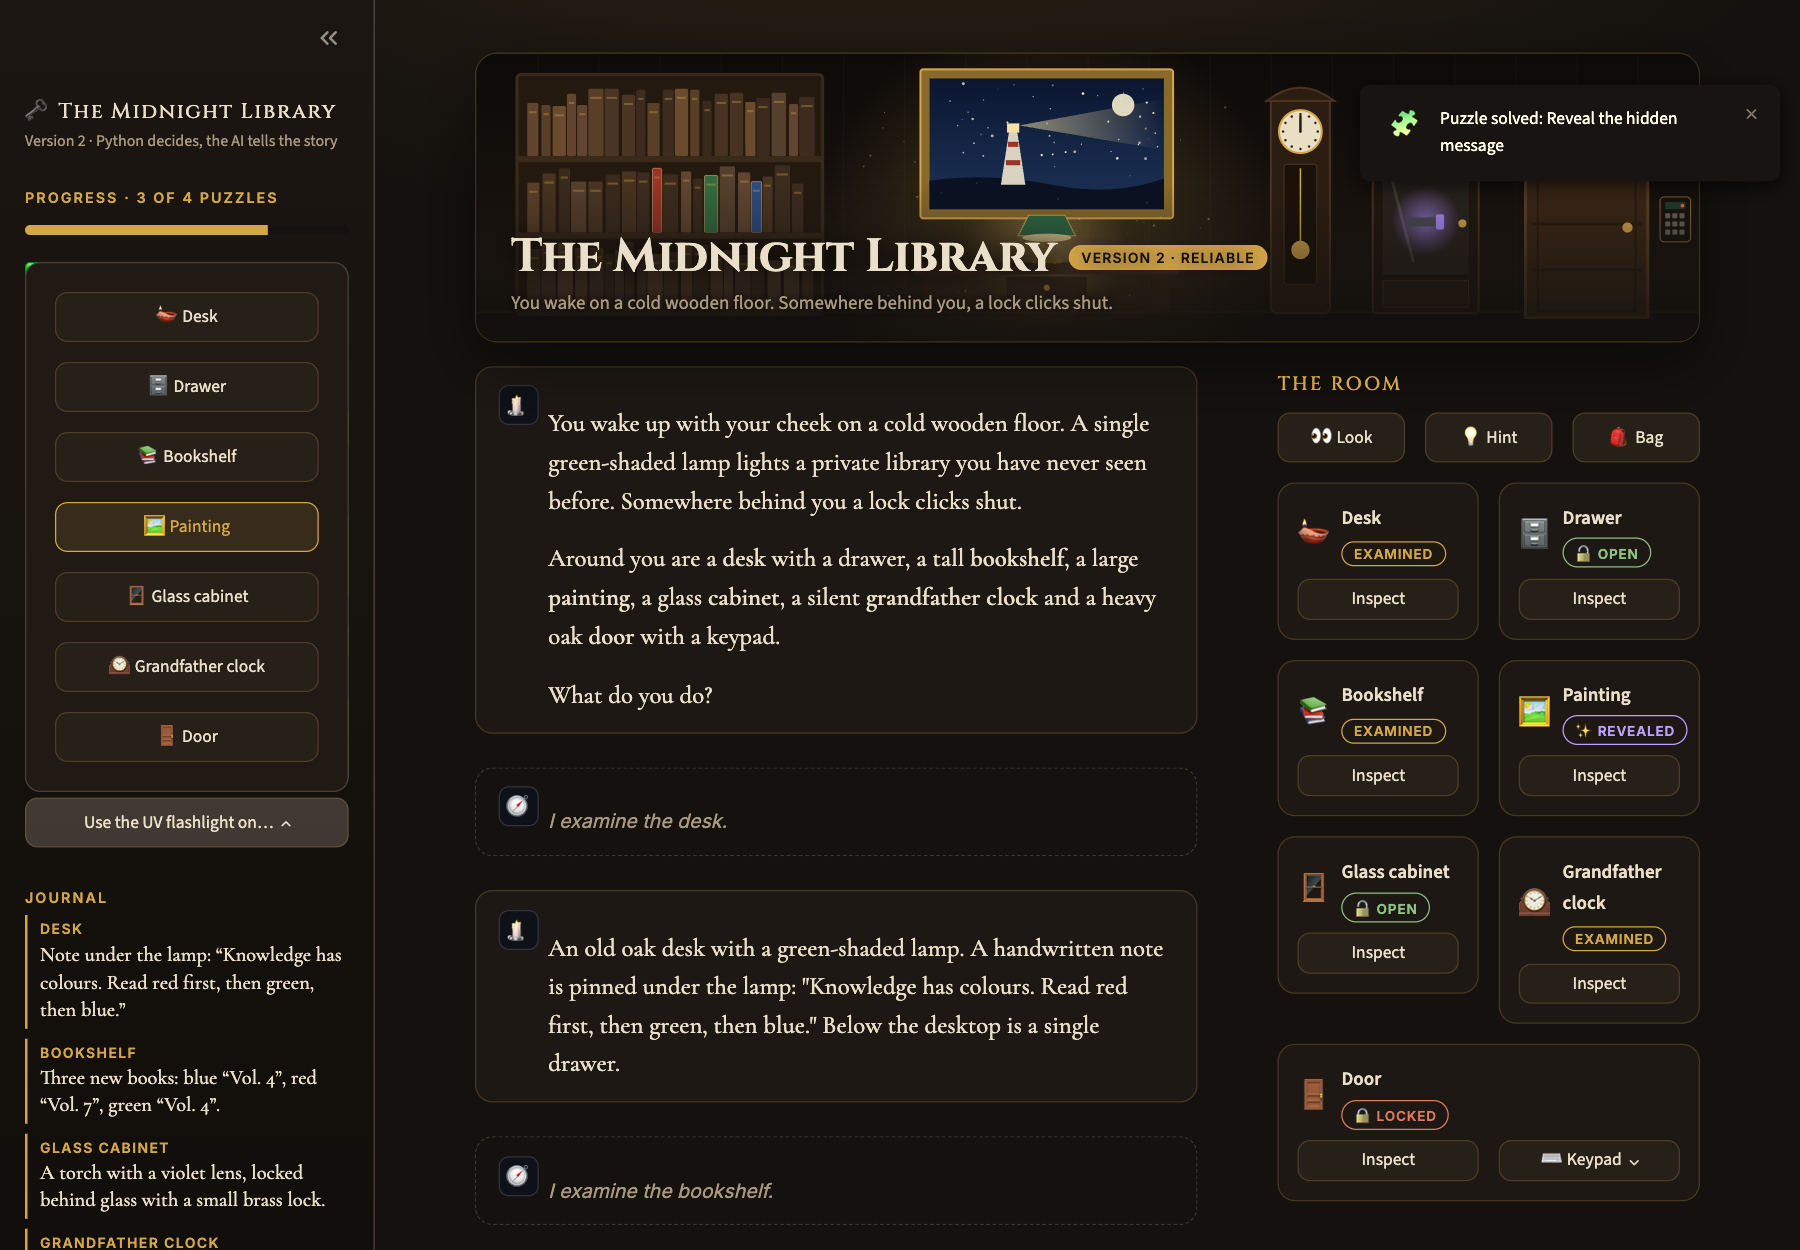 The Midnight Library
Version 2 · Python decides, the AI tells the story
PROGRESS · 3 OF 4 PUZZLES
Desk
Drawer
Bookshelf
Painting
Glass cabinet
Grandfather clock
Door
Use the UV flashlight on...
JOURNAL
DESK
Note under the lamp: “Knowledge has
colours. Read red first, then green,
then blue.”
BOOKSHELF
Three new books: blue “Vol. 4”, red
“Vol. 7”, green “Vol. 4”.
GLASS CABINET
A torch with a violet lens, locked
behind glass with a small brass lock.
GRANDFATHER CLOCK
The Midnight Library
VERSION 2 · RELIABLE
You wake on a cold wooden floor. Somewhere behind you, a lock clicks shut.
Puzzle solved: Reveal the hidden
message
You wake up with your cheek on a cold wooden floor. A single
green-shaded lamp lights a private library you have never seen
before. Somewhere behind you a lock clicks shut.
Around you are a desk with a drawer, a tall bookshelf, a large
painting, a glass cabinet, a silent grandfather clock and a heavy
oak door with a keypad.
What do you do?
I examine the desk.
An old oak desk with a green-shaded lamp. A handwritten note
is pinned under the lamp: "Knowledge has colours. Read red
first, then green, then blue." Below the desktop is a single
drawer.
I examine the bookshelf.
THE ROOM
Look
Hint
Bag
Desk
EXAMINED
Inspect
Drawer
OPEN
Inspect
Bookshelf
EXAMINED
Inspect
Painting
REVEALED
Inspect
Glass cabinet
OPEN
Inspect
Grandfather
clock
EXAMINED
Inspect
Door
LOCKED
Inspect
Keypad